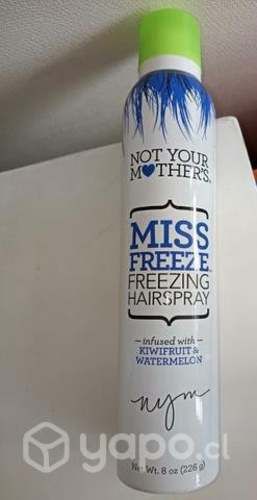 NOT YOUR
MOTHER'S
MISS
FREEZE
FREEZING
HAIRSPRAY
infused with
KIWIFRUIT &
WATERMELON
nym
Net Wt. 8 oz (226 g)
yapo.cl